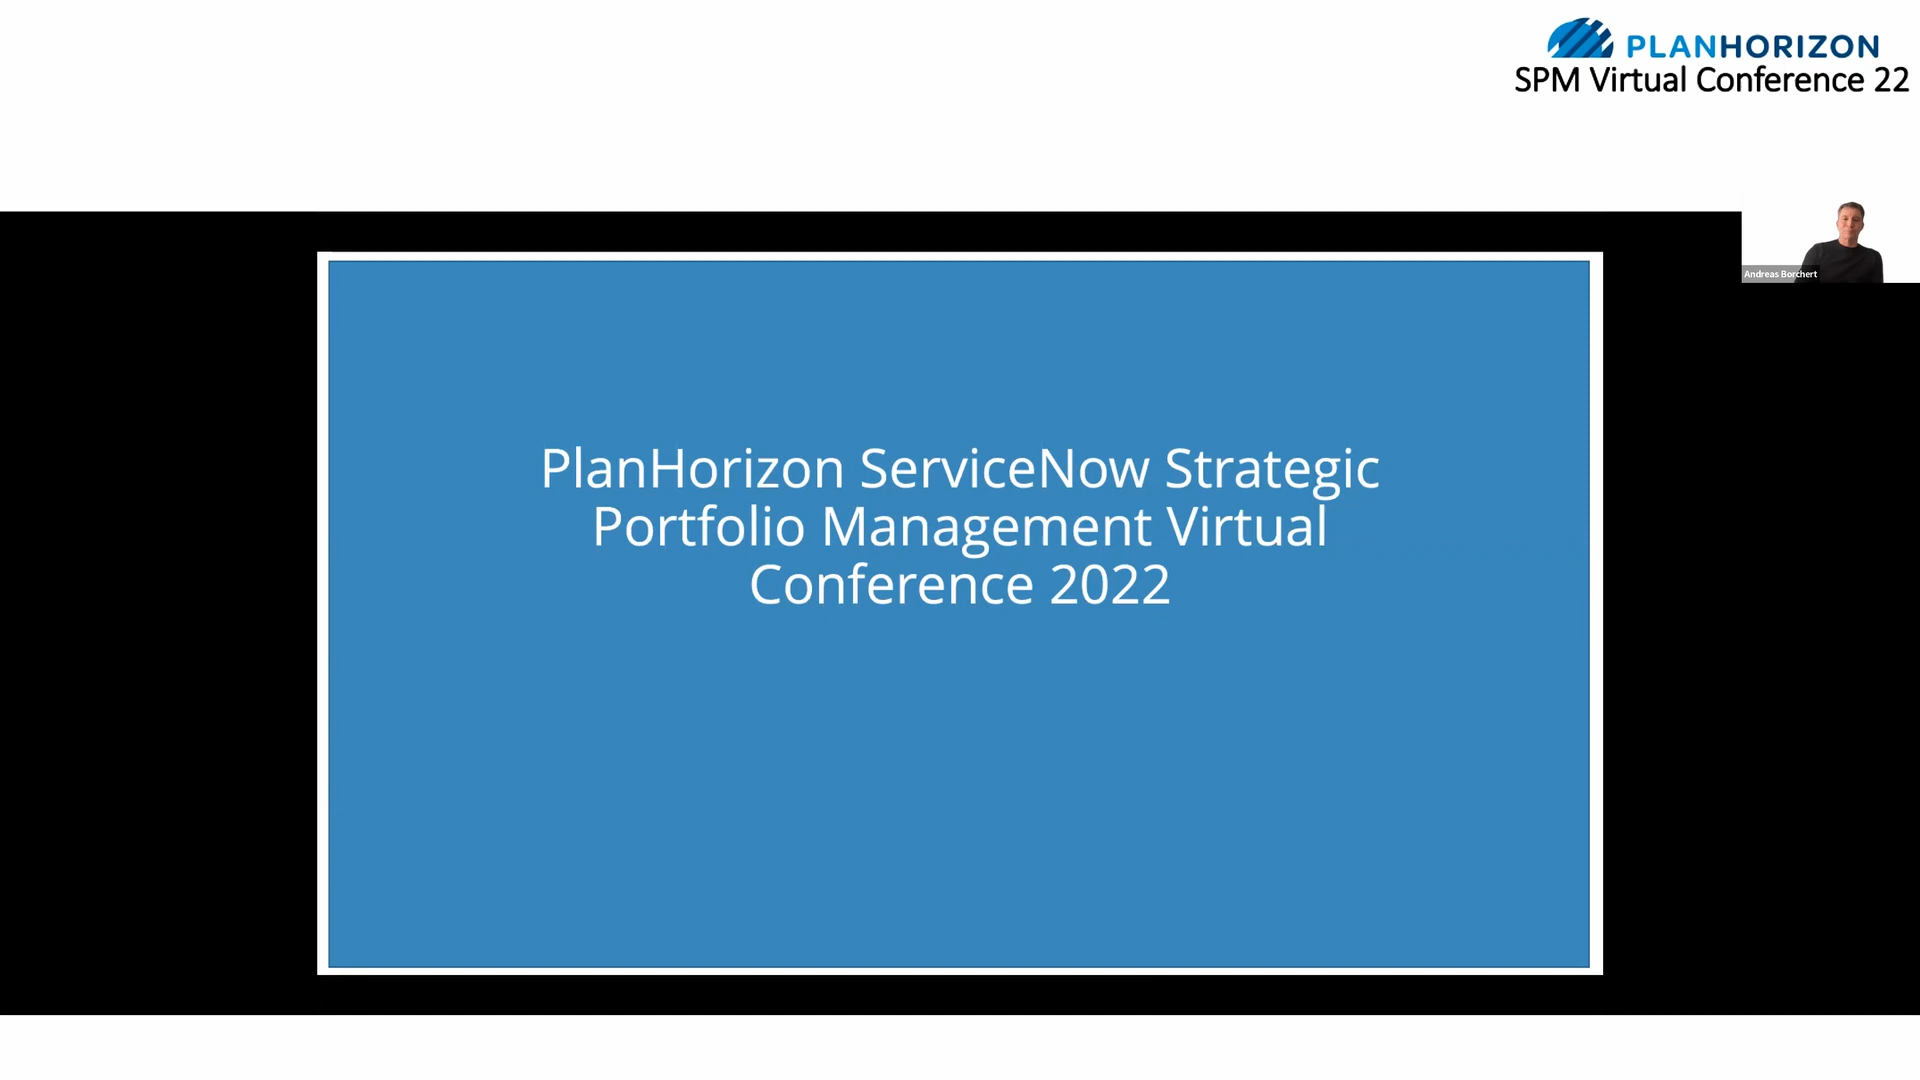 PLANHORIZON
SPM Virtual Conference 22
Andreas Borchert
PlanHorizon ServiceNow Strategic
Portfolio Management Virtual
Conference 2022